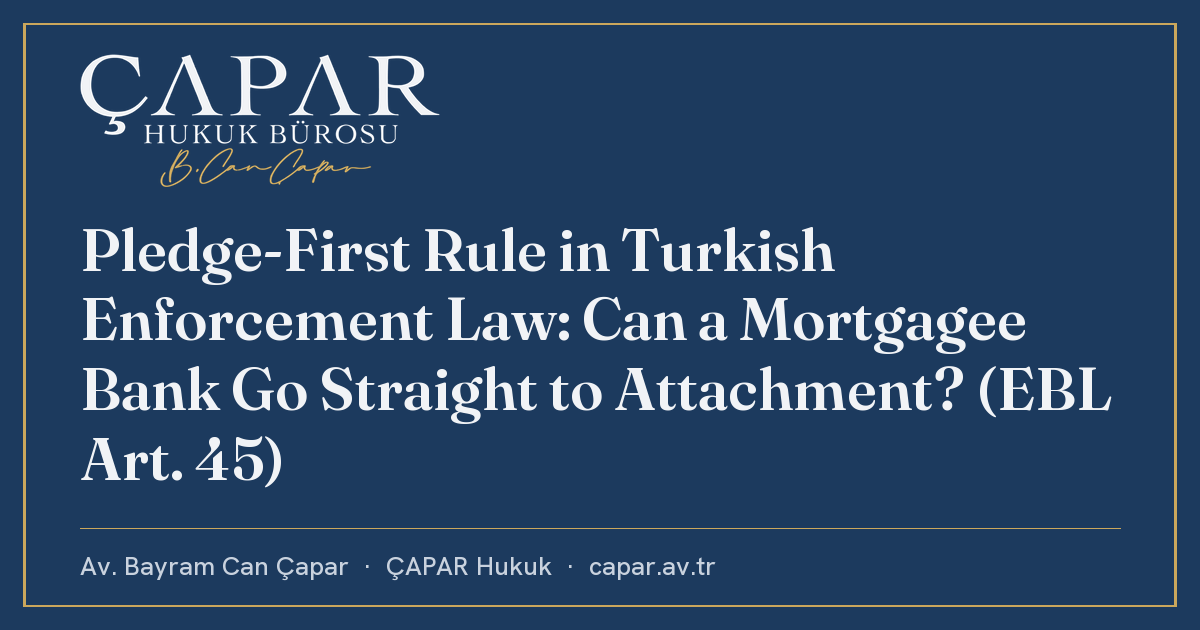 ÇAPAR
HUKUK BÜROSU
B.Can Çapar
Pledge-First Rule in Turkish
Enforcement Law: Can a Mortgagee
Bank Go Straight to Attachment? (EBL
Art. 45)
Av. Bayram Can Çapar · ÇAPAR Hukuk · capar.av.tr